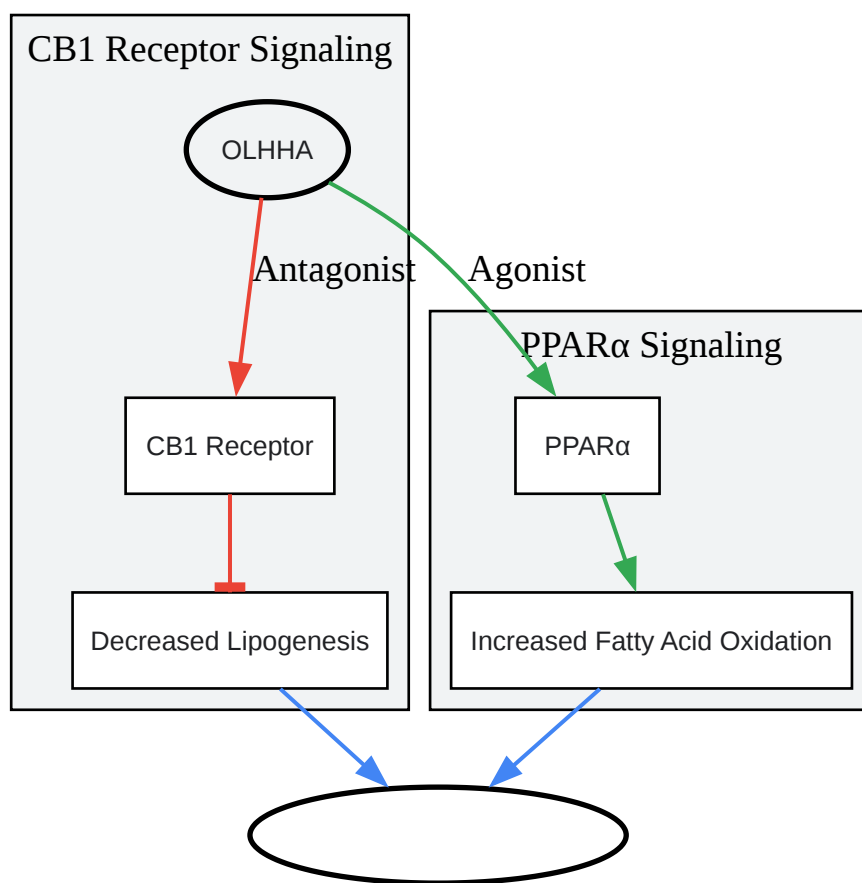 CB1 Receptor Signaling
OLHHA
Antagonist
Agonist
PPARα Signaling
CB1 Receptor
PPARα
Decreased Lipogenesis
Increased Fatty Acid Oxidation